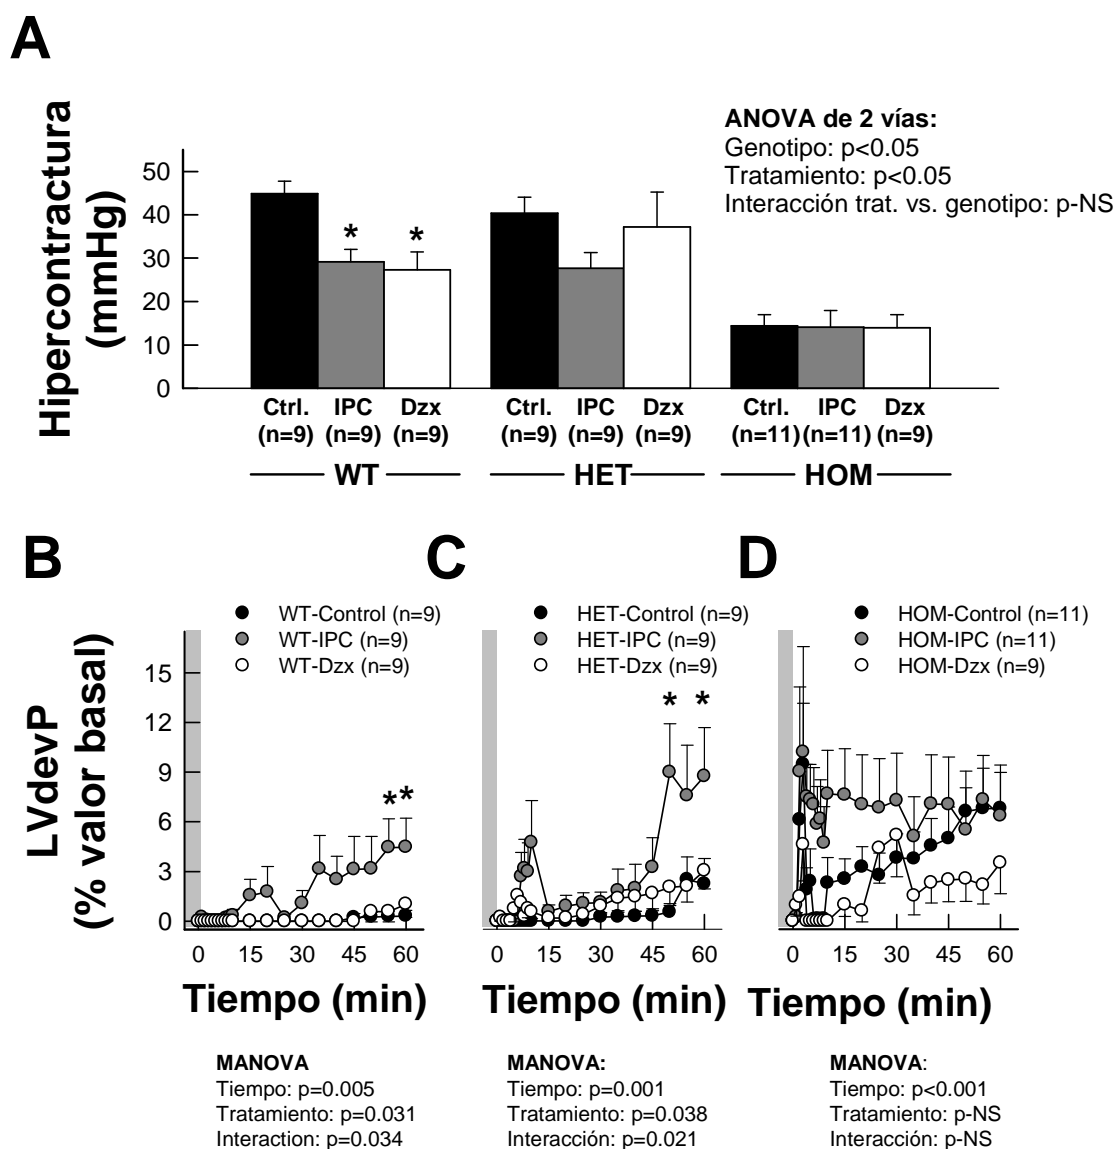 A
Hipercontractura
(mmHg)
ANOVA de 2 vías:
Genotipo: p<0.05
Tratamiento: p<0.05
Interacción trat. vs. genotipo: p-NS
50
40
30
20
10
0
* *
Ctrl. IPC Dzx Ctrl. IPC Dzx Ctrl. IPC Dzx
(n=9) (n=9) (n=9) (n=9) (n=9) (n=9) (n=11) (n=11) (n=9)
WT HET HOM
B C D
LVdevP
(% valor basal)
WT-Control (n=9)
WT-IPC (n=9)
WT-Dzx (n=9)
15
12
9
6
3
0
* *
0 15 30 45 60
Tiempo (min)
MANOVA
Tiempo: p=0.005
Tratamiento: p=0.031
Interaction: p=0.034
HET-Control (n=9)
HET-IPC (n=9)
HET-Dzx (n=9)
* *
0 15 30 45 60
Tiempo (min)
MANOVA:
Tiempo: p=0.001
Tratamiento: p=0.038
Interacción: p=0.021
HOM-Control (n=11)
HOM-IPC (n=11)
HOM-Dzx (n=9)
0 15 30 45 60
Tiempo (min)
MANOVA:
Tiempo: p<0.001
Tratamiento: p-NS
Interacción: p-NS